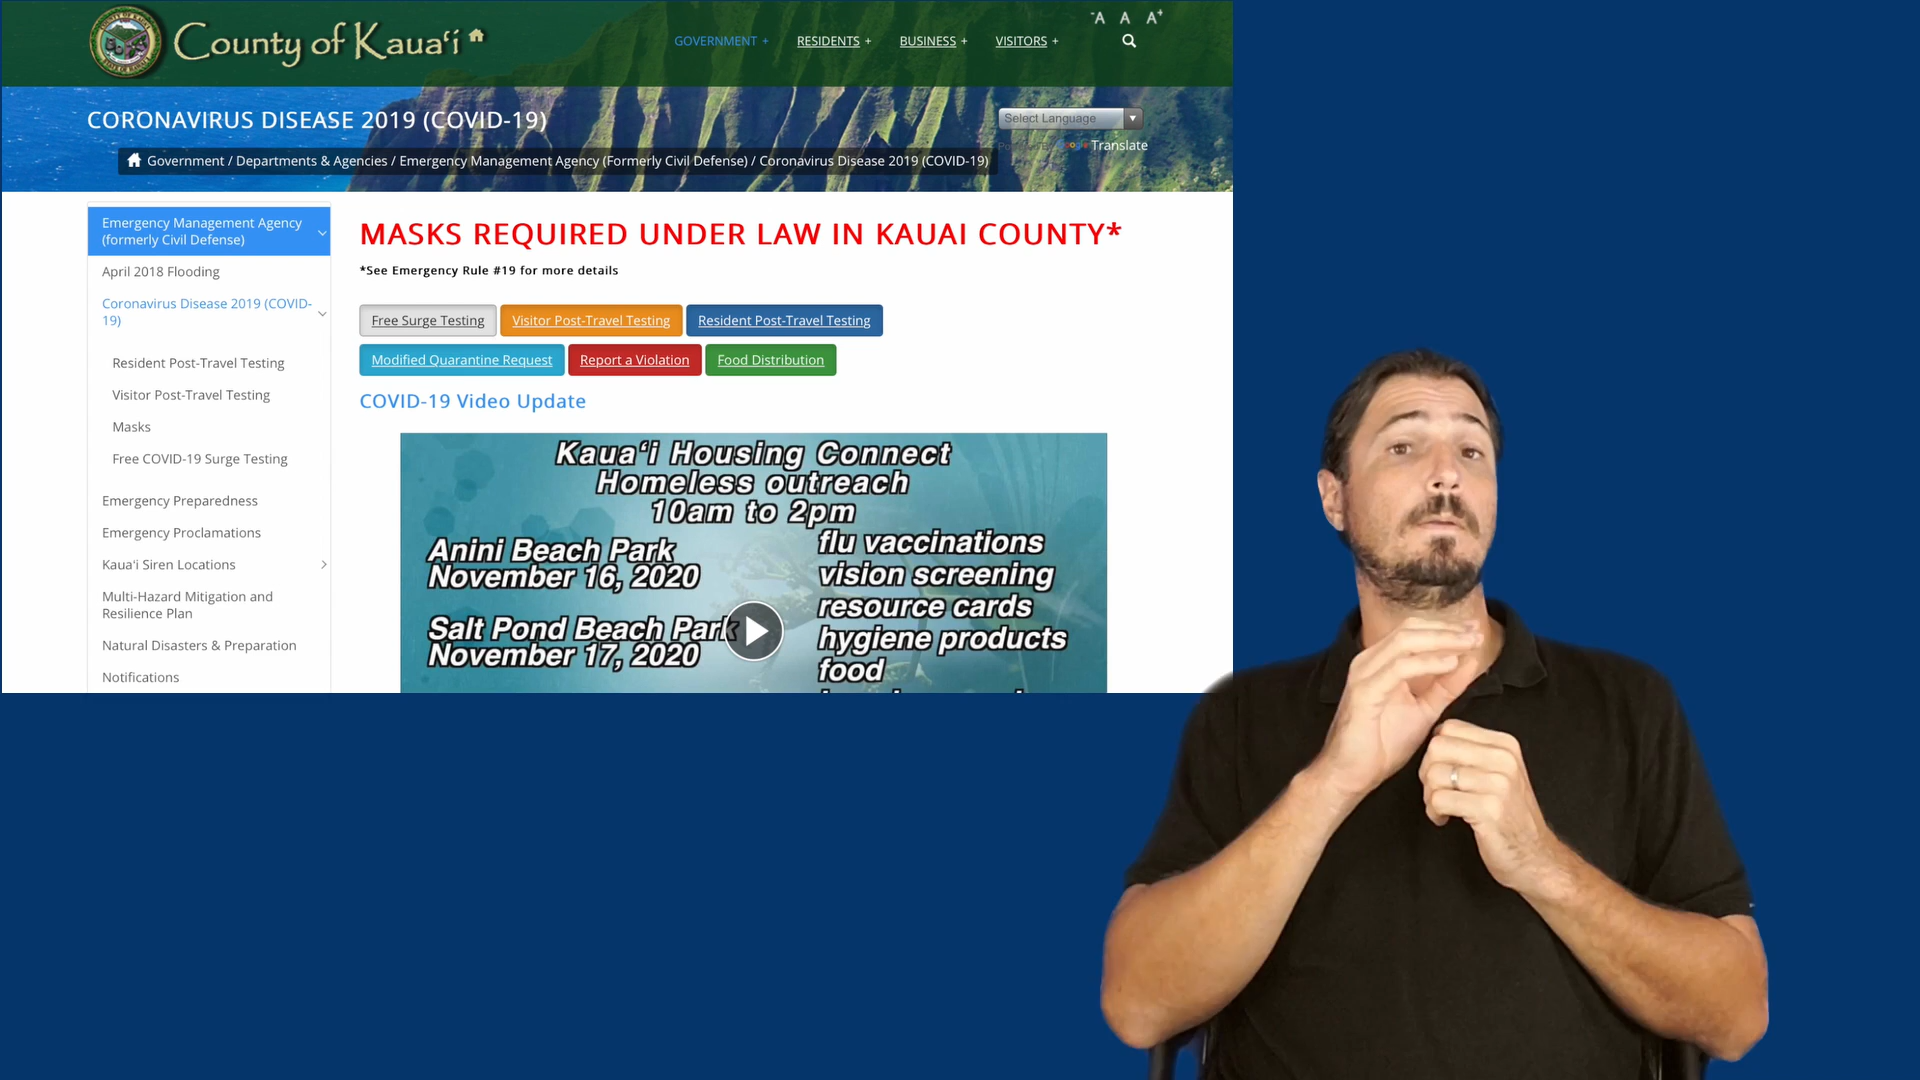 County of Kauaʻi
-A A A+
GOVERNMENT + RESIDENTS + BUSINESS + VISITORS +
CORONAVIRUS DISEASE 2019 (COVID-19)
Select Language ▼
Government / Departments & Agencies / Emergency Management Agency (Formerly Civil Defense) / Coronavirus Disease 2019 (COVID-19)
Google Translate
Emergency Management Agency
(formerly Civil Defense)
April 2018 Flooding
Coronavirus Disease 2019 (COVID-
19)
Resident Post-Travel Testing
Visitor Post-Travel Testing
Masks
Free COVID-19 Surge Testing
Emergency Preparedness
Emergency Proclamations
Kauaʻi Siren Locations
Multi-Hazard Mitigation and
Resilience Plan
Natural Disasters & Preparation
Notifications
MASKS REQUIRED UNDER LAW IN KAUAI COUNTY*
*See Emergency Rule #19 for more details
Free Surge Testing Visitor Post-Travel Testing Resident Post-Travel Testing
Modified Quarantine Request Report a Violation Food Distribution
COVID-19 Video Update
Kauaʻi Housing Connect
Homeless outreach
10am to 2pm
Anini Beach Park
November 16, 2020
Salt Pond Beach Park
November 17, 2020
flu vaccinations
vision screening
resource cards
hygiene products
food